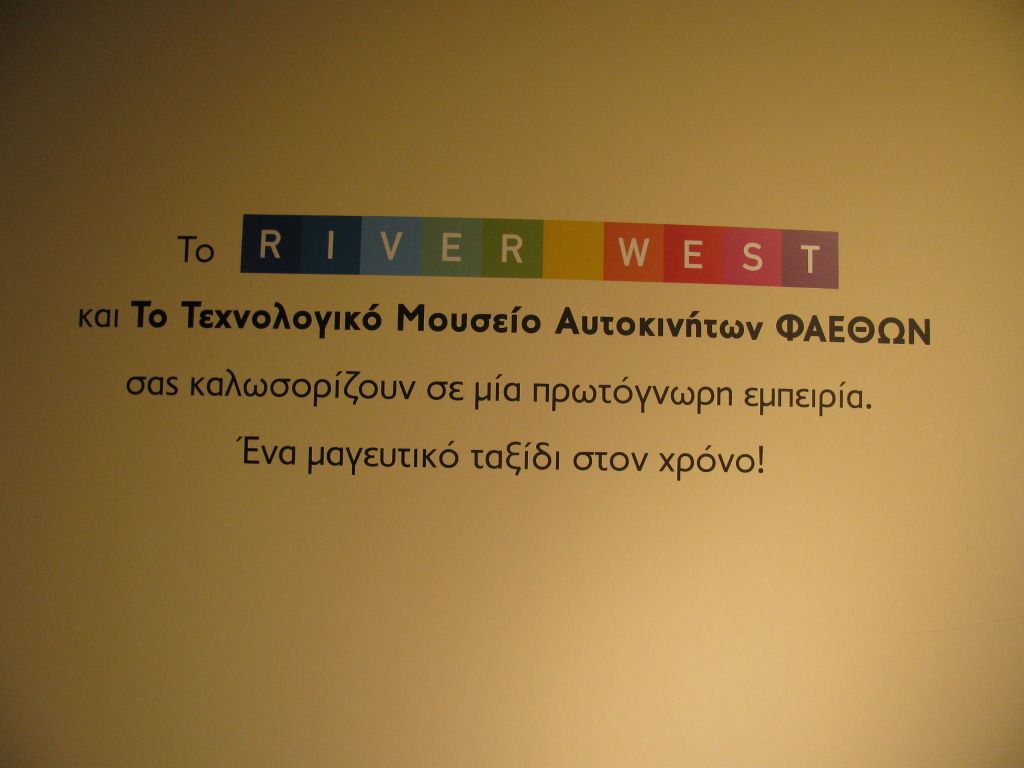 Το RIVER WEST
και Το Τεχνολογικό Μουσείο Αυτοκινήτων ΦΑΕΘΩΝ
σας καλωσορίζουν σε μία πρωτόγνωρη εμπειρία.
Ένα μαγευτικό ταξίδι στον χρόνο!